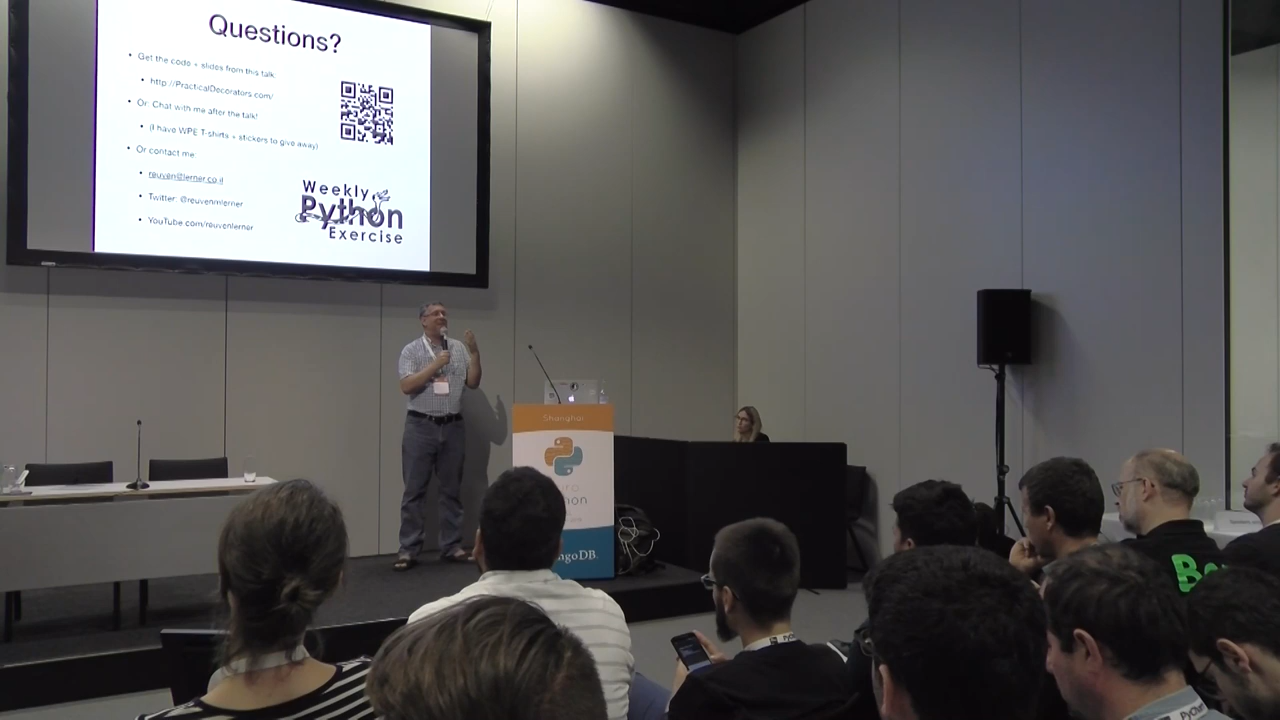 Questions?
• Get the code + slides from this talk:
• http://PracticalDecorators.com/
• Or: Chat with me after the talk!
• (I have WPE T-shirts + stickers to give away)
• Or contact me:
• reuven@lerner.co.il
• Twitter: @reuvenmlerner
• YouTube.com/reuvenlerner
Weekly
Python
Exercise
Shanghai
hon
ngoDB.